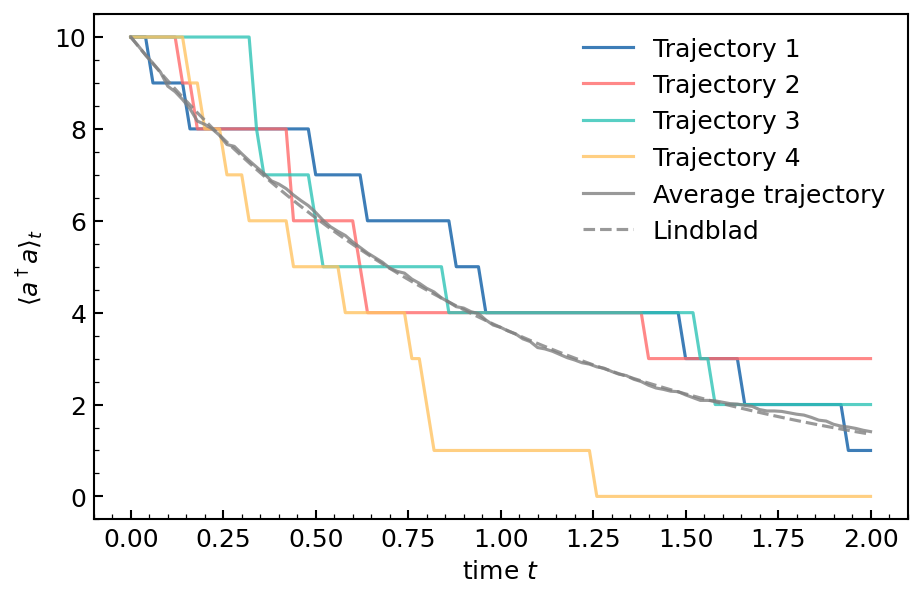 10
8
6
4
2
0
⟨a†a⟩t
Trajectory 1
Trajectory 2
Trajectory 3
Trajectory 4
Average trajectory
Lindblad
0.00 0.25 0.50 0.75 1.00 1.25 1.50 1.75 2.00
time t